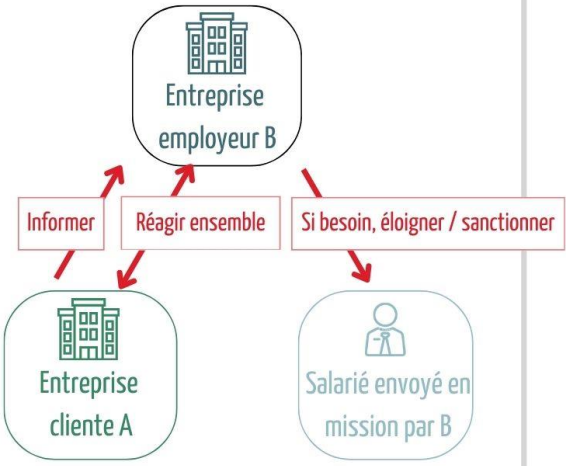 Entreprise
employeur B
Informer
Réagir ensemble
Si besoin, éloigner / sanctionner
Entreprise
cliente A
Salarié envoyé en
mission par B